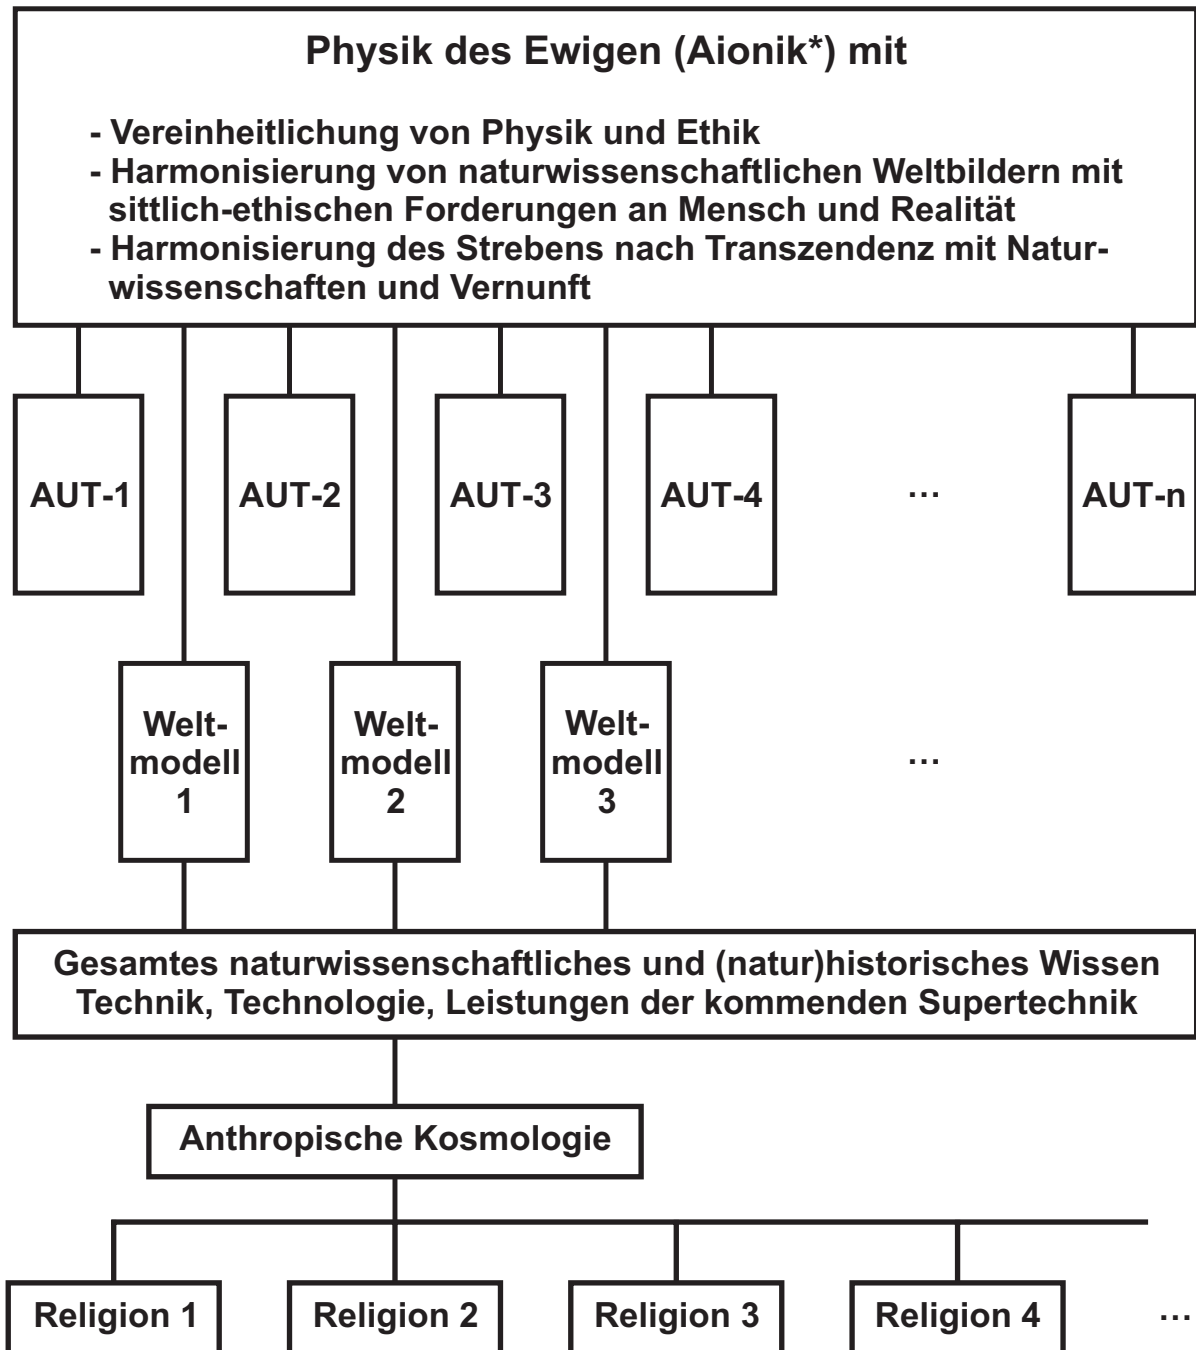 Physik des Ewigen (Aionik*) mit
- Vereinheitlichung von Physik und Ethik
- Harmonisierung von naturwissenschaftlichen Weltbildern mit
sittlich-ethischen Forderungen an Mensch und Realität
- Harmonisierung des Strebens nach Transzendenz mit Natur-
wissenschaften und Vernunft
AUT-1
AUT-2
AUT-3
AUT-4
...
AUT-n
Welt-
modell
1
Welt-
modell
2
Welt-
modell
3
...
Gesamtes naturwissenschaftliches und (natur)historisches Wissen
Technik, Technologie, Leistungen der kommenden Supertechnik
Anthropische Kosmologie
Religion 1
Religion 2
Religion 3
Religion 4
...